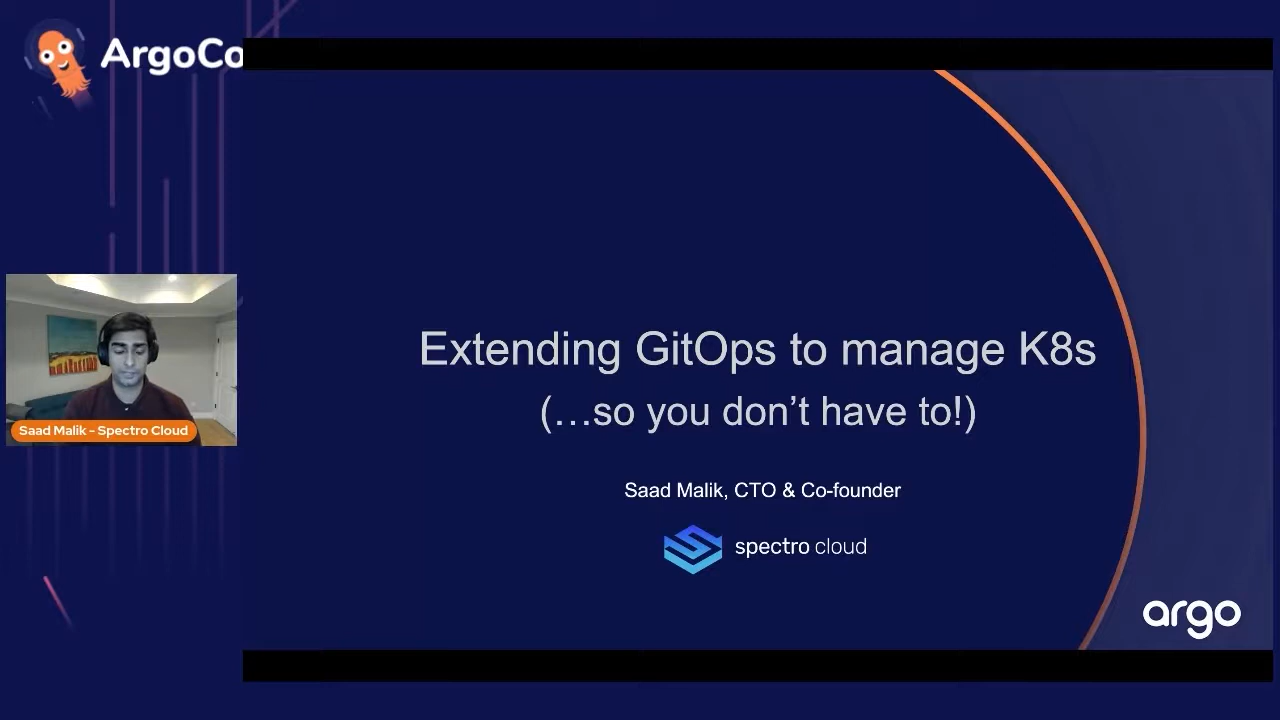 ArgoCo
Extending GitOps to manage K8s
(…so you don’t have to!)
Saad Malik - Spectro Cloud
Saad Malik, CTO & Co-founder
spectro cloud
argo